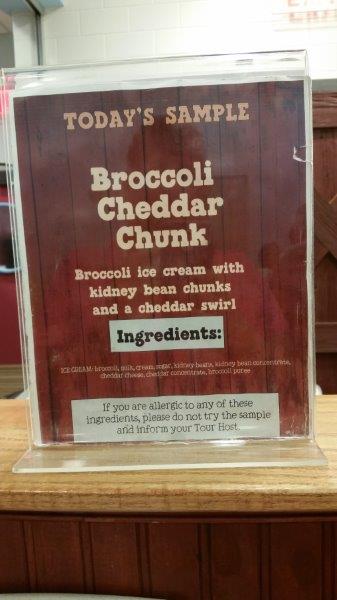 TODAY'S SAMPLE
Broccoli
Cheddar
Chunk
Broccoli ice cream with
kidney bean chunks
and a cheddar swirl
Ingredients:
ICE CREAM: broccoli, milk, cream, sugar, kidney beans, kidney bean concentrate,
cheddar cheese, cheddar concentrate, broccoli puree
If you are allergic to any of these
ingredients, please do not try the sample
and inform your Tour Host.